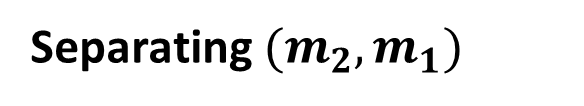 Separating (m₂, m₁)